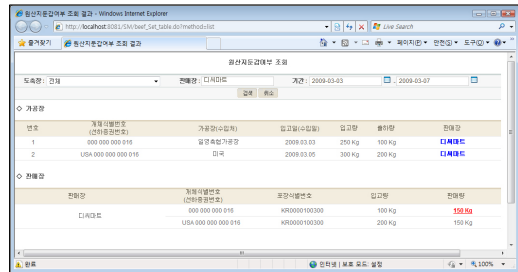 원산지둔갑여부 조회 결과 - Windows Internet Explorer
http://localhost:8081/SM/beef_Set_table.do?method=list
Live Search
즐겨찾기 원산지둔갑여부 조회 결과 페이지(P) 안전(S) 도구(O)
원산지둔갑여부 조회
도축장: 전체 판매장: 디씨마트 기간: 2009-03-03 - 2009-03-07
검색 취소
◇ 가공장
번호 개체식별번호 (선하증권번호) 가공장(수입처) 입고일(수입일) 입고량 출하량 판매장
1 000 000 000 016 일영축협가공장 2009.03.03 250 Kg 100 Kg 디씨마트
2 USA 000 000 000 016 미국 2009.03.05 300 Kg 200 Kg 디씨마트
◇ 판매장
판매장 개체식별번호 (선하증권번호) 포장식별번호 입고량 판매량
디씨마트 000 000 000 016 KR0000100300 100 Kg 150 Kg
USA 000 000 000 016 KR0000100300 200 Kg 150 Kg
완료 인터넷 | 보호 모드: 설정 100%